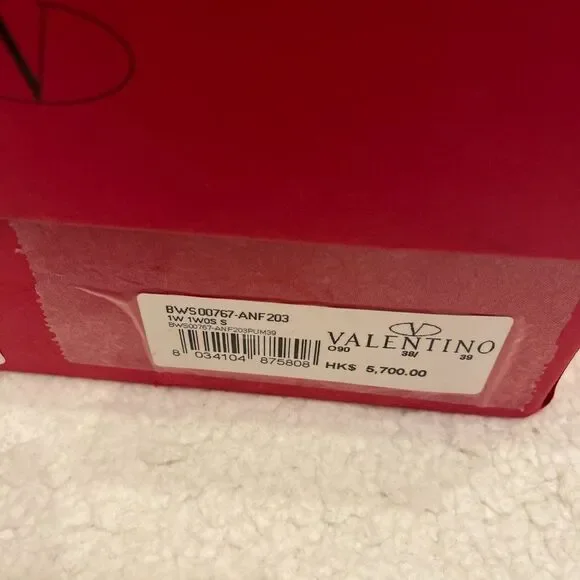 BWS00767-ANF203
1W 1W0S S
BWS00767-ANF203PUM39
8 034104 875808
VALENTINO
O90 38/ 39
HK$ 5,700.00